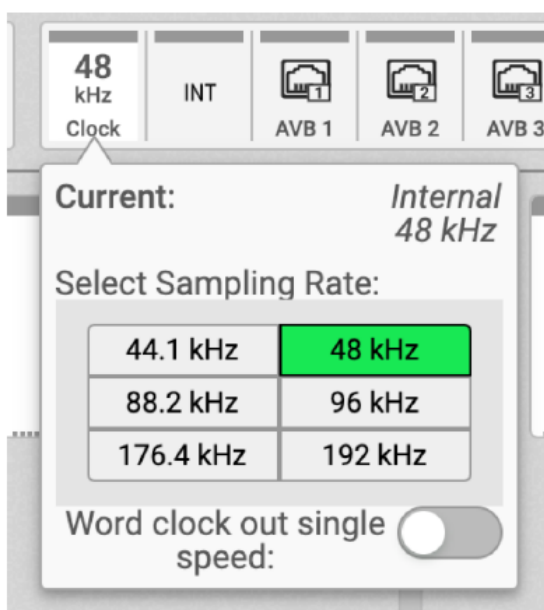 48
kHz
Clock
INT
1
AVB 1
2
AVB 2
3
AVB 3
Current:
Internal
48 kHz
Select Sampling Rate:
44.1 kHz 48 kHz
88.2 kHz 96 kHz
176.4 kHz 192 kHz
Word clock out single
speed: